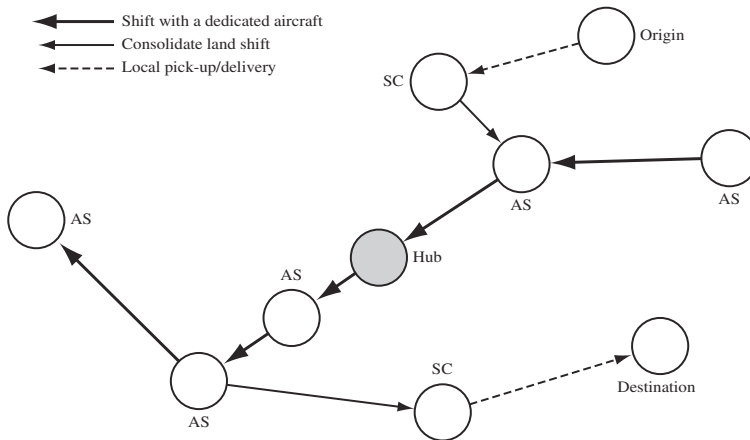 Shift with a dedicated aircraft
Consolidate land shift
Local pick-up/delivery
Origin
SC
AS
AS
AS
Hub
AS
SC
Destination
AS